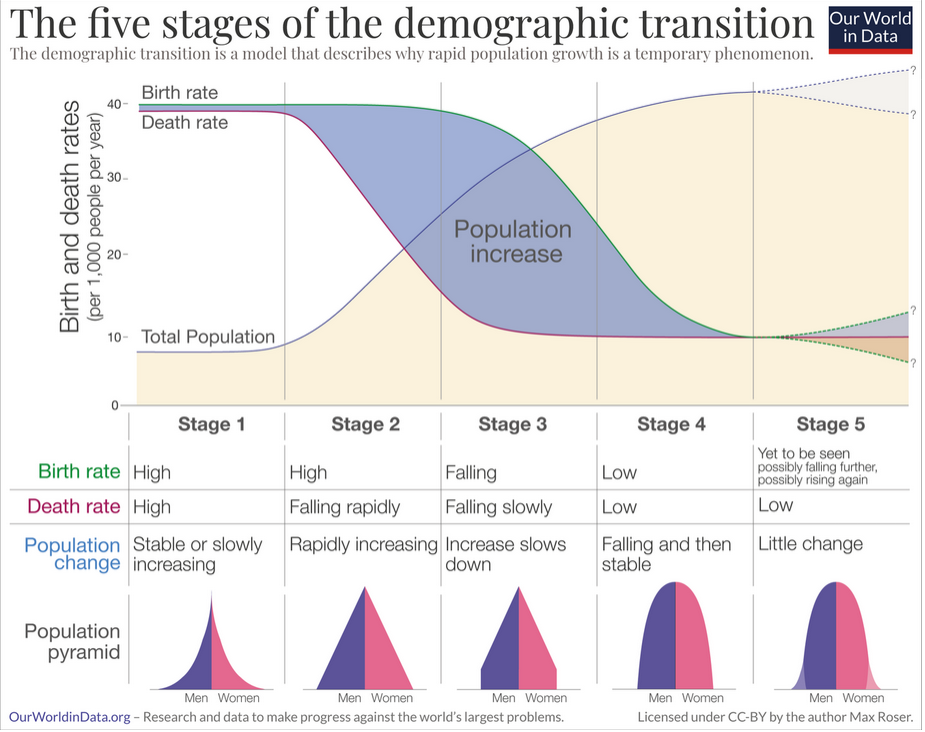 The five stages of the demographic transition
Our World
in Data
The demographic transition is a model that describes why rapid population growth is a temporary phenomenon.
Birth and death rates
(per 1,000 people per year)
40
30
20
10
0
Birth rate
Death rate
Total Population
Population
increase
?
?
?
?
Stage 1
Stage 2
Stage 3
Stage 4
Stage 5
Birth rate
High
High
Falling
Low
Yet to be seen
possibly falling further,
possibly rising again
Death rate
High
Falling rapidly
Falling slowly
Low
Low
Population
change
Stable or slowly
increasing
Rapidly increasing
Increase slows
down
Falling and then
stable
Little change
Population
pyramid
Men Women
Men Women
Men Women
Men Women
Men Women
OurWorldinData.org – Research and data to make progress against the world's largest problems.
Licensed under CC-BY by the author Max Roser.